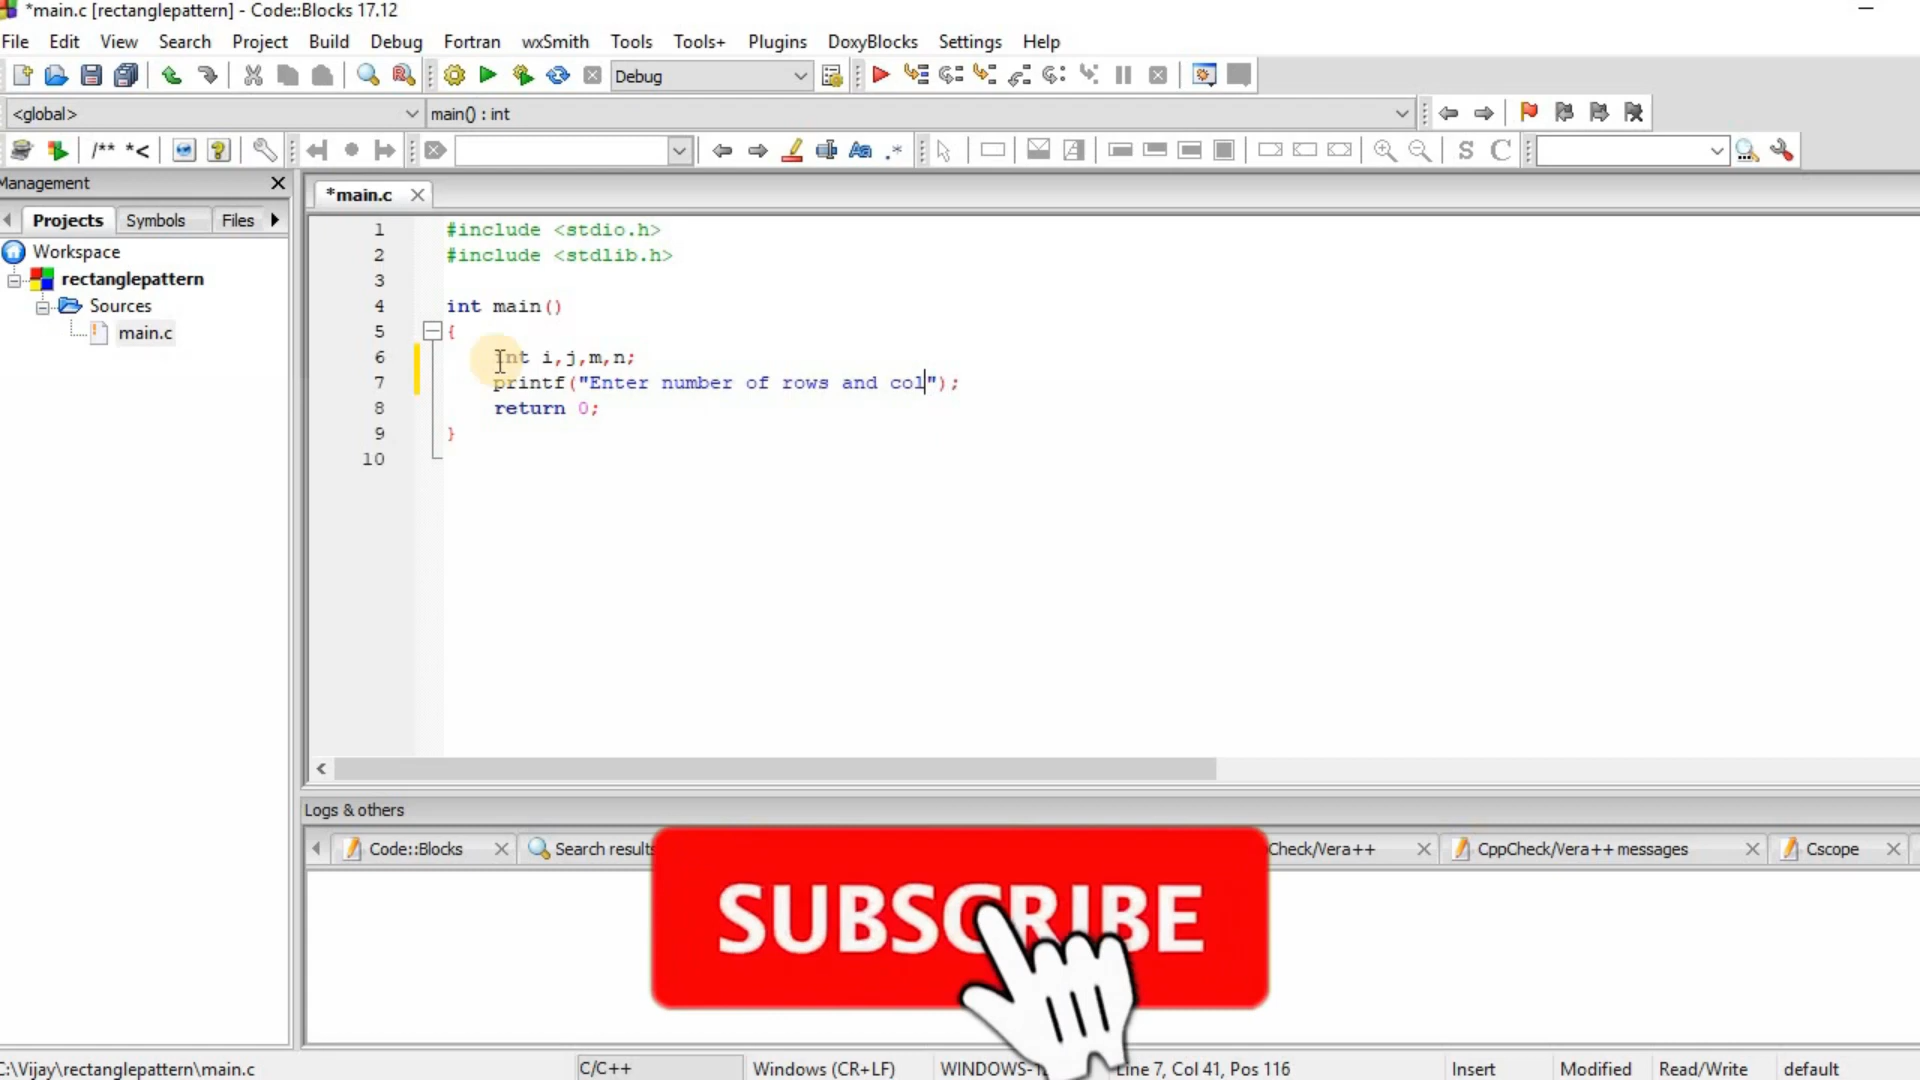 *main.c [rectanglepattern] - Code::Blocks 17.12
File Edit View Search Project Build Debug Fortran wxSmith Tools Tools+ Plugins DoxyBlocks Settings Help
Debug
<global> main() : int
/** *< Aa .* S C
Management
*main.c
Projects Symbols Files
Workspace
rectanglepattern
Sources
main.c
1 #include <stdio.h>
2 #include <stdlib.h>
3
4 int main()
5 {
6 int i,j,m,n;
7 printf("Enter number of rows and col");
8 return 0;
9 }
10
Logs & others
Code::Blocks Search results Check/Vera++ CppCheck/Vera++ messages Cscope
SUBSCRIBE
C:\Vijay\rectanglepattern\main.c C/C++ Windows (CR+LF) WINDOWS-1 Line 7, Col 41, Pos 116 Insert Modified Read/Write default